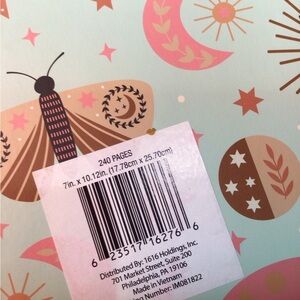 240 PAGES
7in. x 10.12in. (17.78cm x 25.70cm)
6 23517 16276 6
Distributed By: 1616 Holdings, Inc
701 Market Street, Suite 200
Philadelphia, PA 19106
Made in Vietnam
Number: IM081822